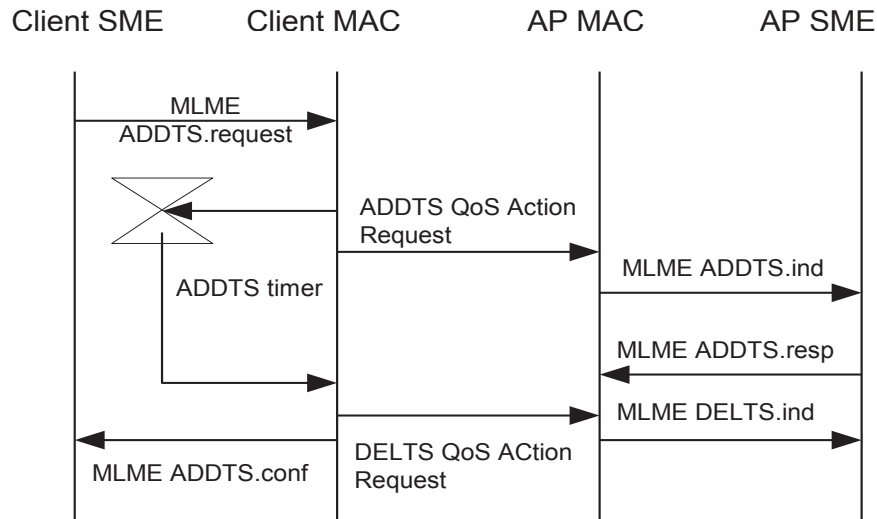 Client SME
Client MAC
AP MAC
AP SME
MLME
ADDTS.request
ADDTS QoS Action
Request
MLME ADDTS.ind
ADDTS timer
MLME ADDTS.resp
MLME DELTS.ind
MLME ADDTS.conf
DELTS QoS ACtion
Request